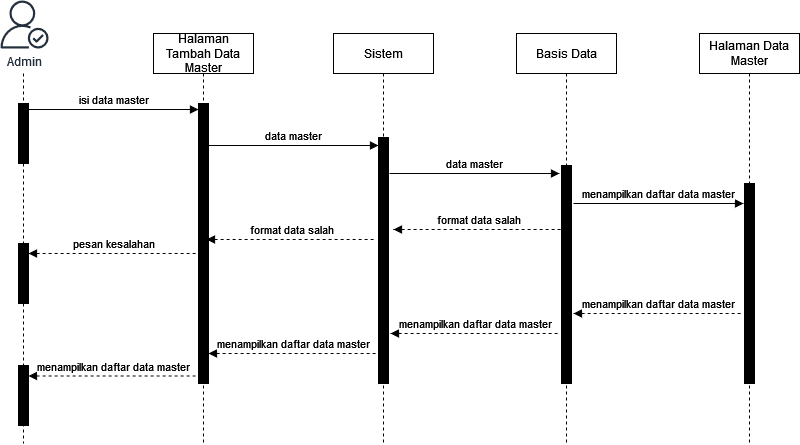 Admin
Halaman
Tambah Data
Master
Sistem
Basis Data
Halaman Data
Master
isi data master
data master
data master
menampilkan daftar data master
format data salah
format data salah
pesan kesalahan
menampilkan daftar data master
menampilkan daftar data master
menampilkan daftar data master
menampilkan daftar data master